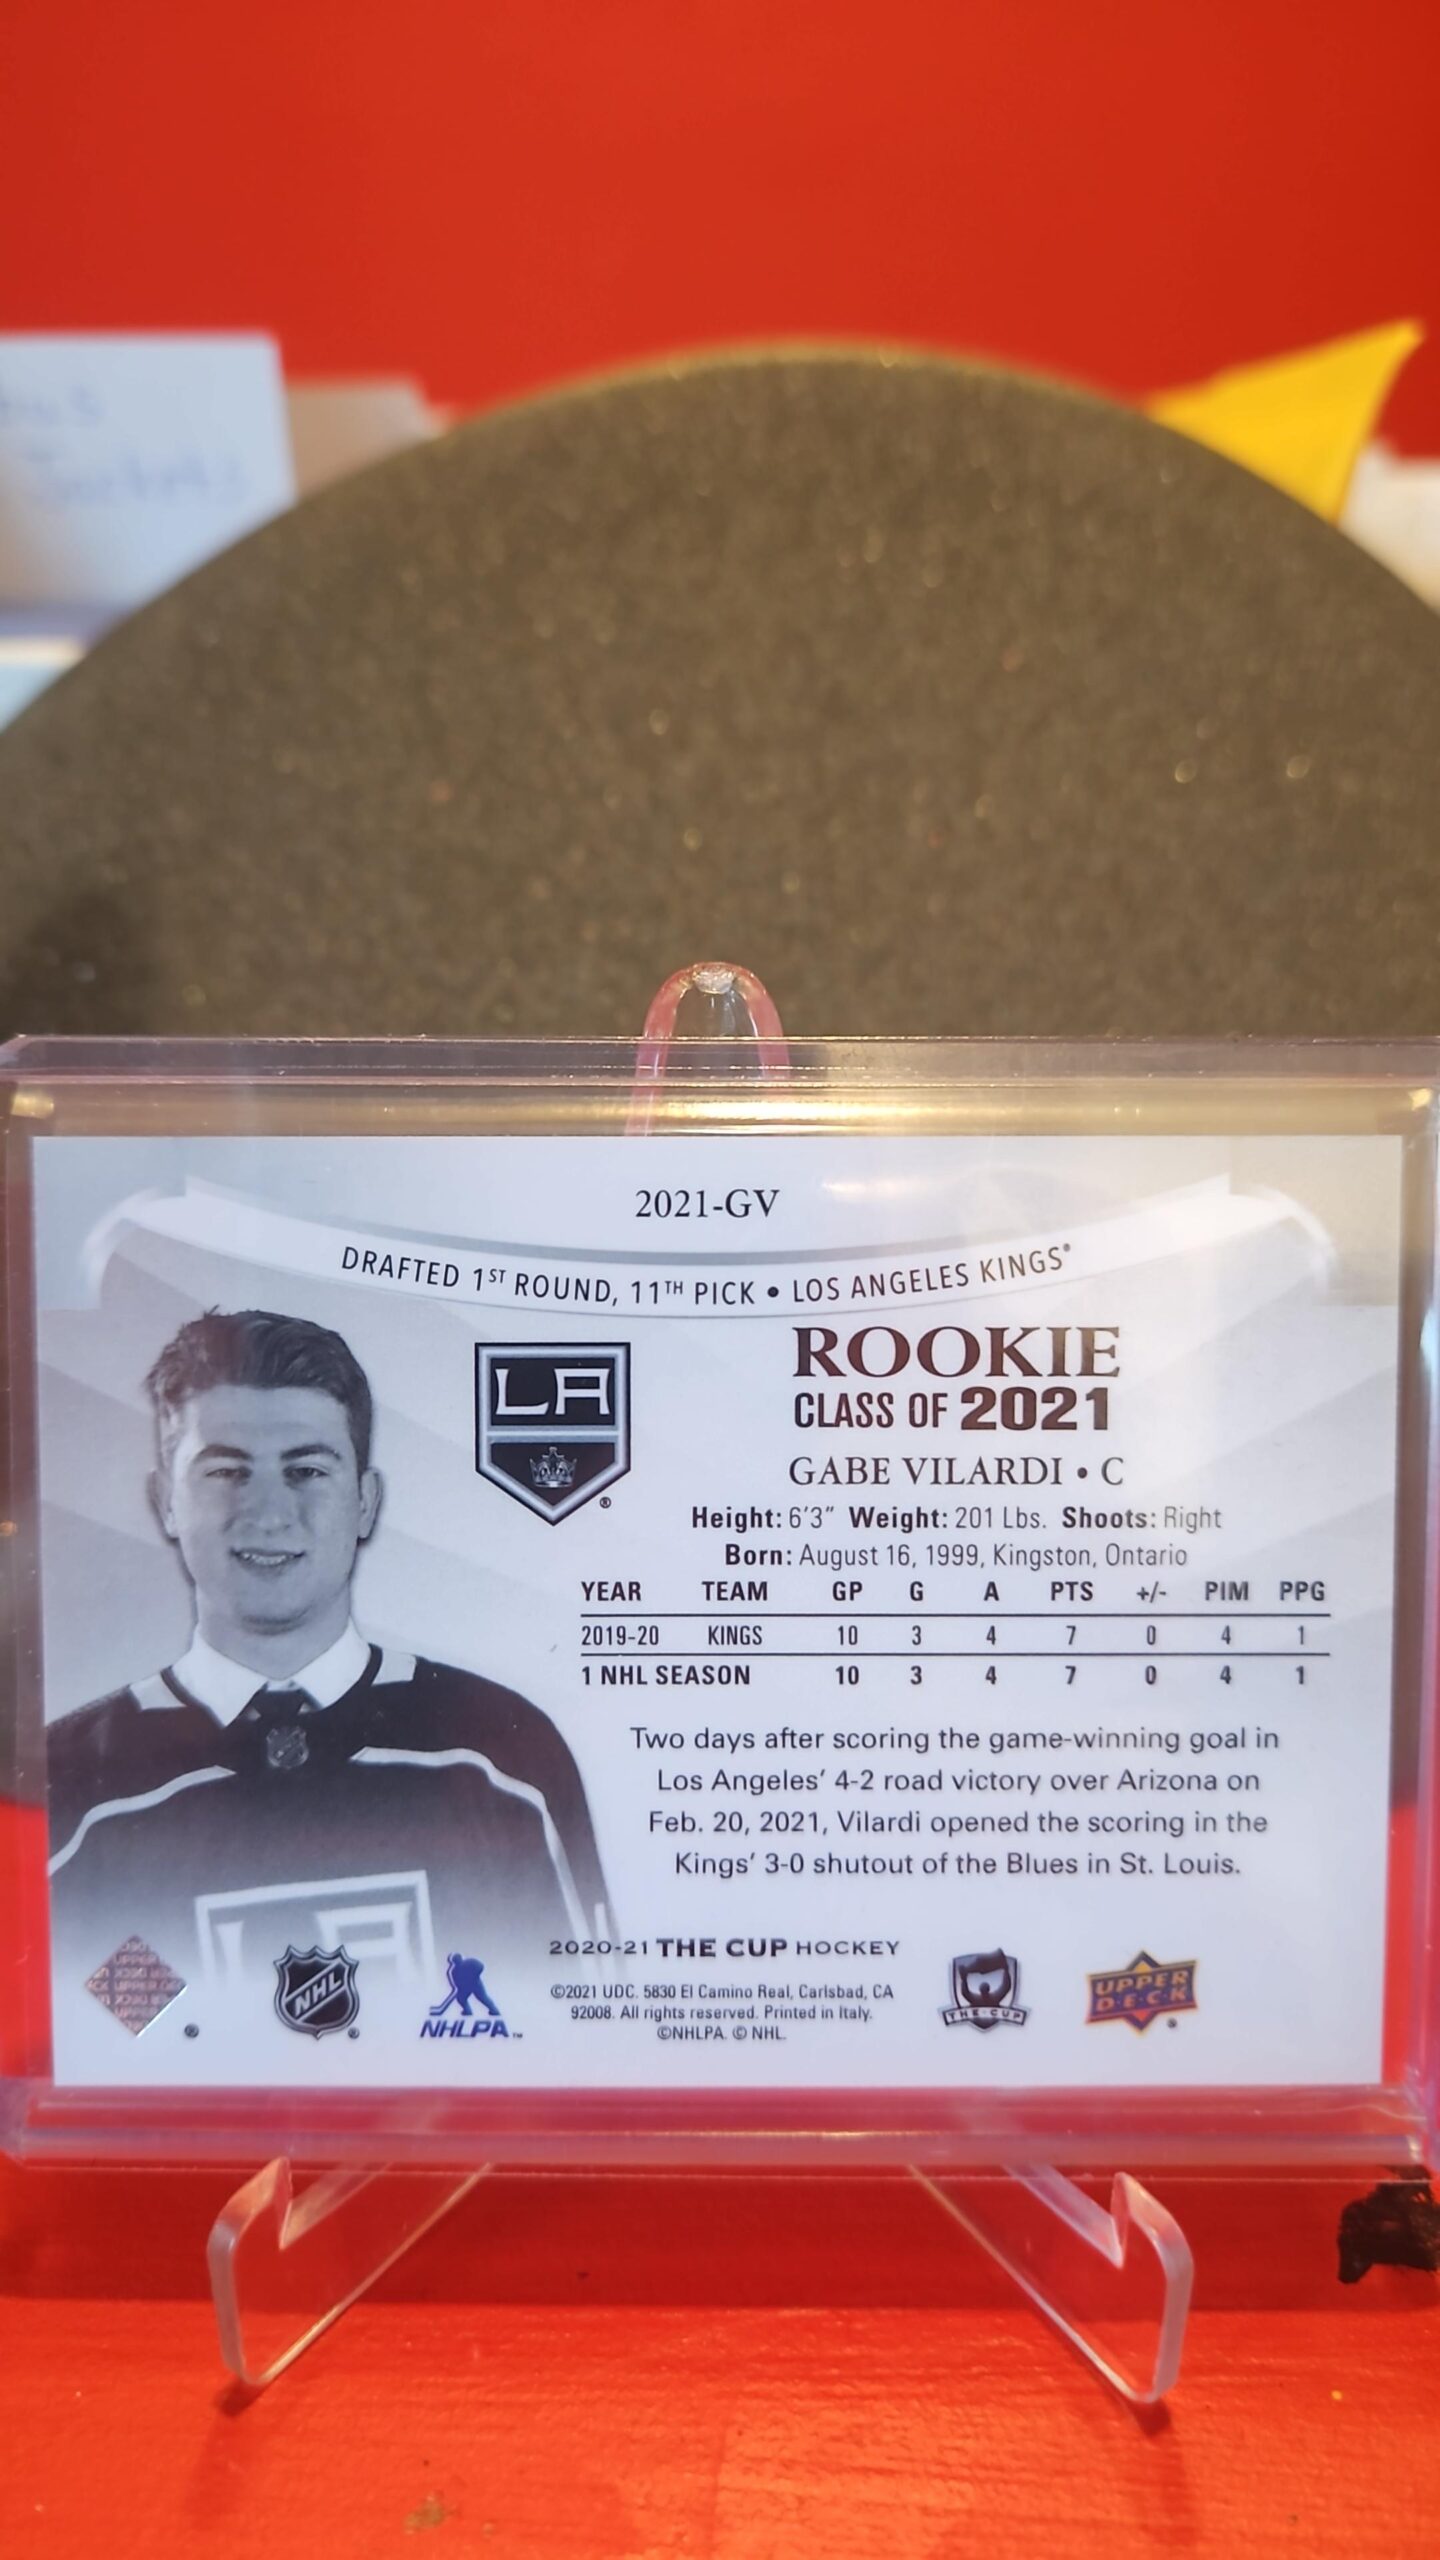 2021-GV
DRAFTED 1ST ROUND, 11TH PICK • LOS ANGELES KINGS®
LA
®
ROOKIE
CLASS OF 2021
GABE VILARDI • C
Height: 6'3" Weight: 201 Lbs. Shoots: Right
Born: August 16, 1999, Kingston, Ontario
YEAR TEAM GP G A PTS +/- PIM PPG
2019-20 KINGS 10 3 4 7 0 4 1
1 NHL SEASON 10 3 4 7 0 4 1
Two days after scoring the game-winning goal in
Los Angeles' 4-2 road victory over Arizona on
Feb. 20, 2021, Vilardi opened the scoring in the
Kings' 3-0 shutout of the Blues in St. Louis.
LA
2020-21 THE CUP HOCKEY
©2021 UDC. 5830 El Camino Real, Carlsbad, CA
92008. All rights reserved. Printed in Italy.
©NHLPA. © NHL.
UPPER DECK
®
NHL
®
NHLPA™
THE CUP
UPPER
DECK
®